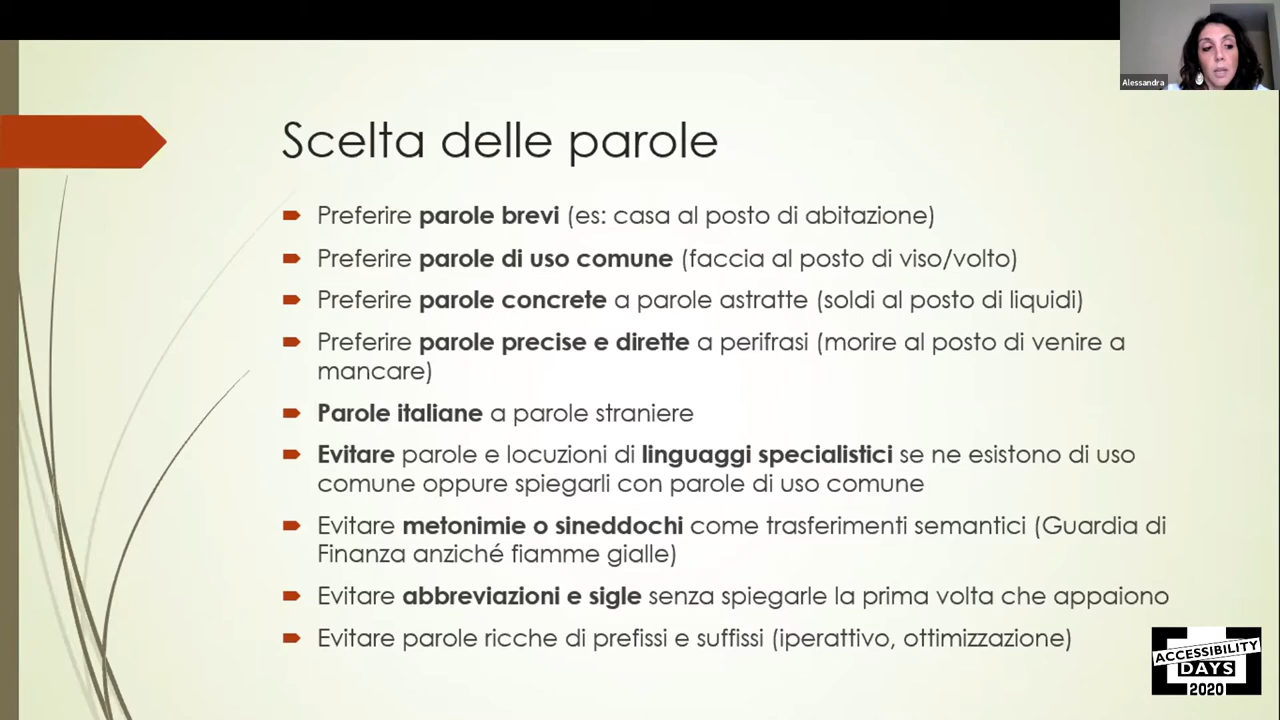 Alessandra
Scelta delle parole
Preferire parole brevi (es: casa al posto di abitazione)
Preferire parole di uso comune (faccia al posto di viso/volto)
Preferire parole concrete a parole astratte (soldi al posto di liquidi)
Preferire parole precise e dirette a perifrasi (morire al posto di venire a
mancare)
Parole italiane a parole straniere
Evitare parole e locuzioni di linguaggi specialistici se ne esistono di uso
comune oppure spiegarli con parole di uso comune
Evitare metonimie o sineddochi come trasferimenti semantici (Guardia di
Finanza anziché fiamme gialle)
Evitare abbreviazioni e sigle senza spiegarle la prima volta che appaiono
Evitare parole ricche di prefissi e suffissi (iperattivo, ottimizzazione)
ACCESSIBILITY
DAYS
2020